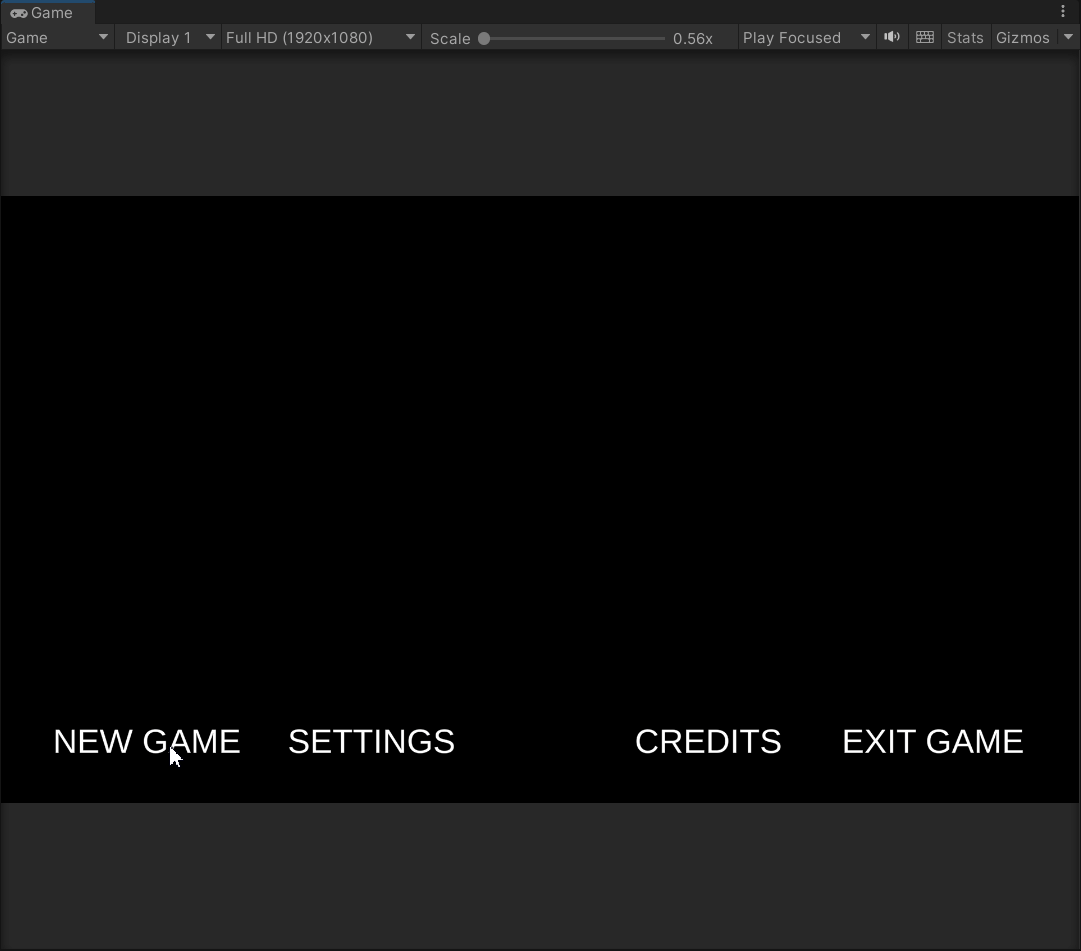 Game
Game Display 1 Full HD (1920x1080) Scale 0.56x Play Focused Stats Gizmos
NEW GAME SETTINGS CREDITS EXIT GAME